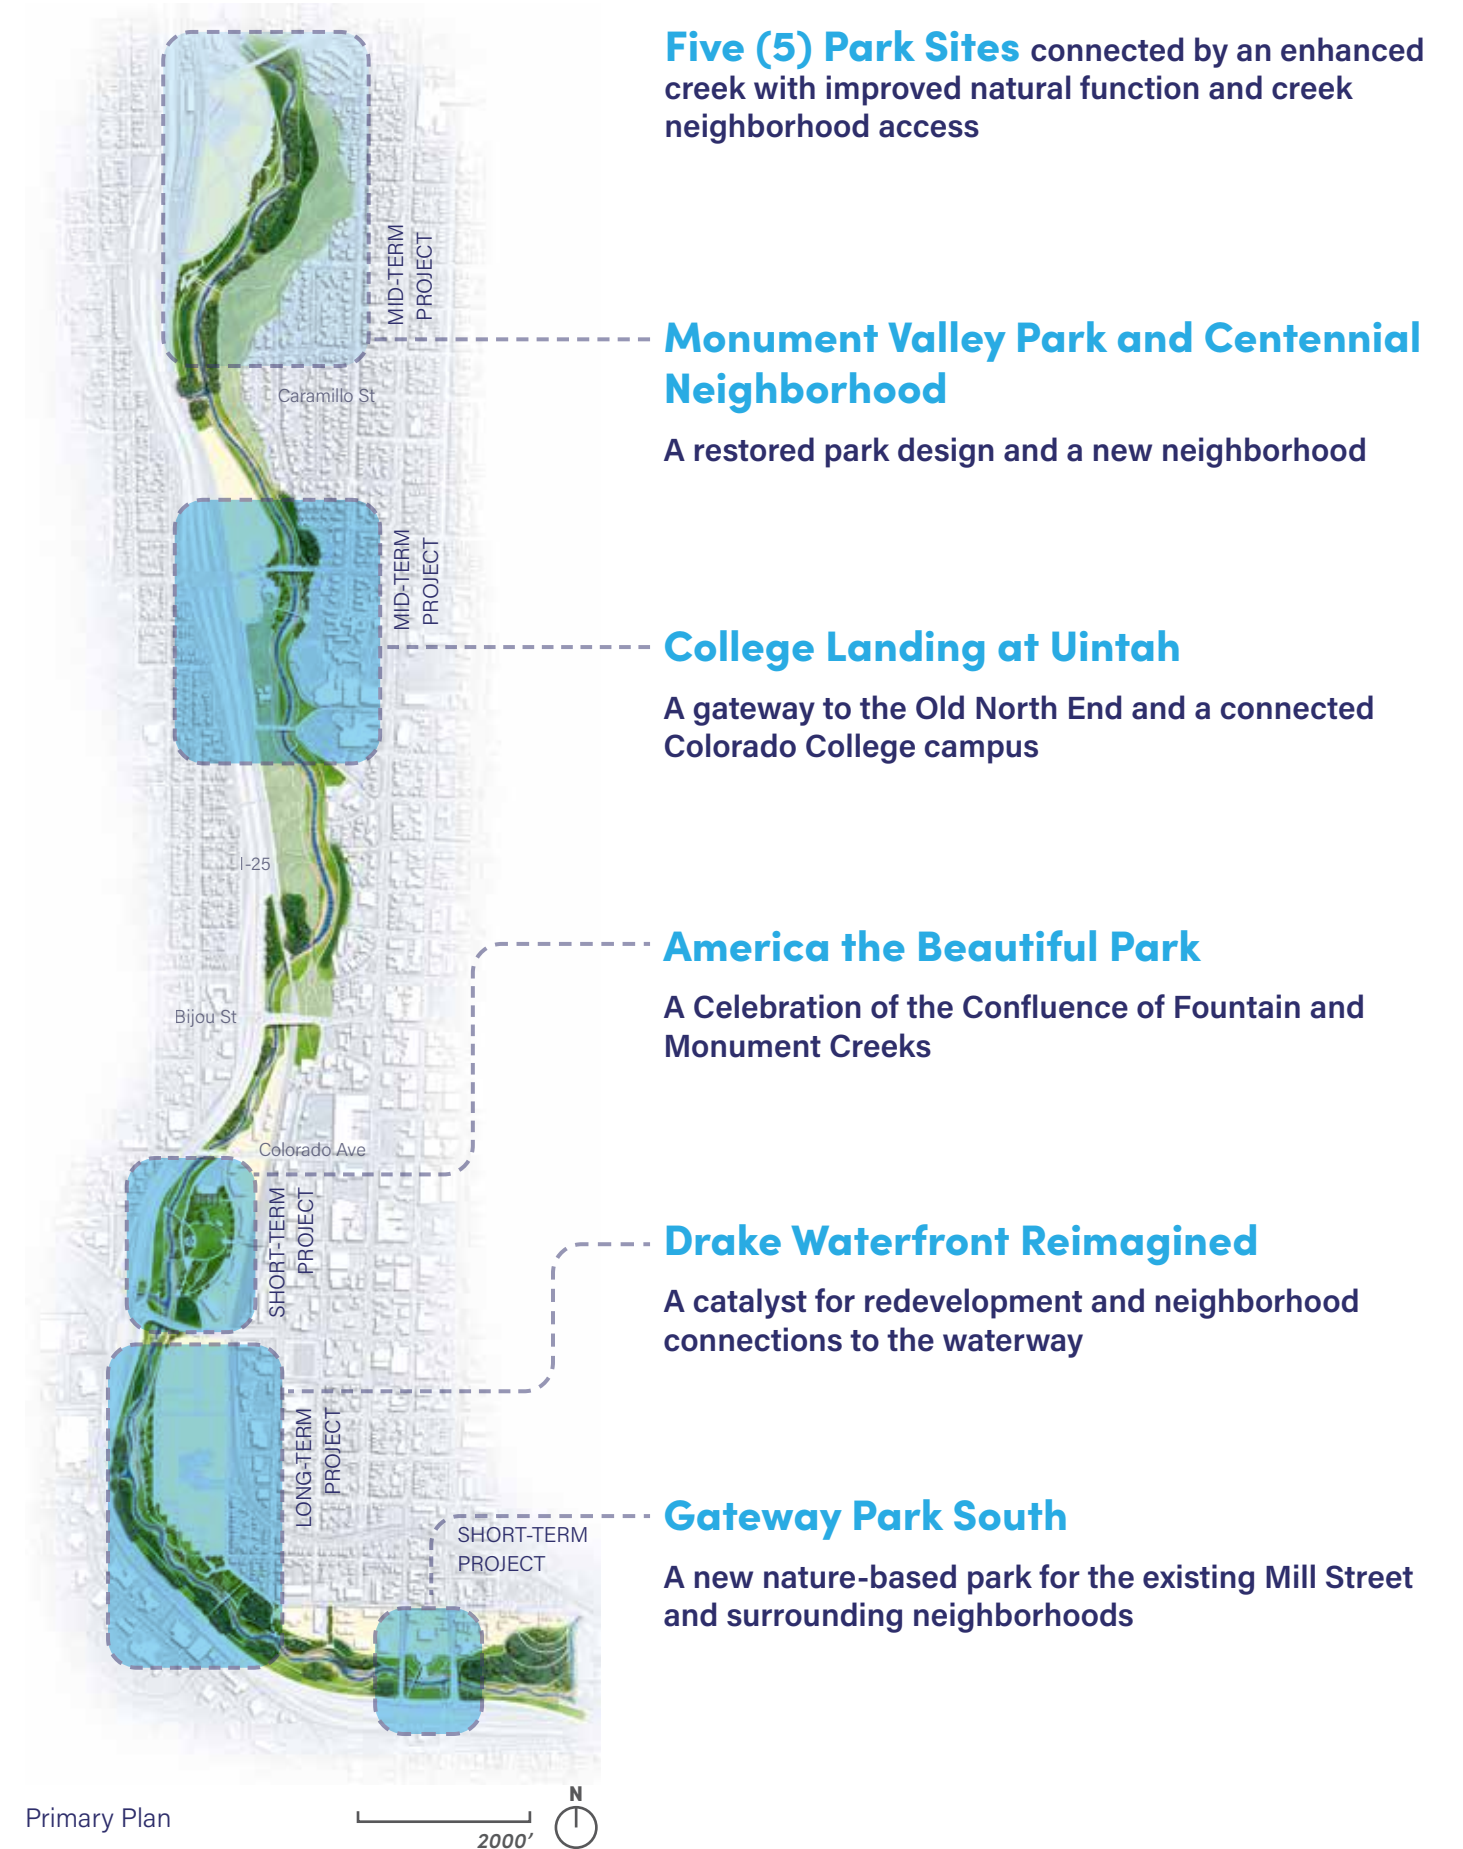 Five (5) Park Sites connected by an enhanced
creek with improved natural function and creek
neighborhood access
MID-TERM
PROJECT
Monument Valley Park and Centennial
Neighborhood
A restored park design and a new neighborhood
Caramillo St
MID-TERM
PROJECT
College Landing at Uintah
A gateway to the Old North End and a connected
Colorado College campus
I-25
America the Beautiful Park
A Celebration of the Confluence of Fountain and
Monument Creeks
Bijou St
Colorado Ave
SHORT-TERM
PROJECT
Drake Waterfront Reimagined
A catalyst for redevelopment and neighborhood
connections to the waterway
LONG-TERM
PROJECT
Gateway Park South
SHORT-TERM
PROJECT
A new nature-based park for the existing Mill Street
and surrounding neighborhoods
Primary Plan
2000’
N